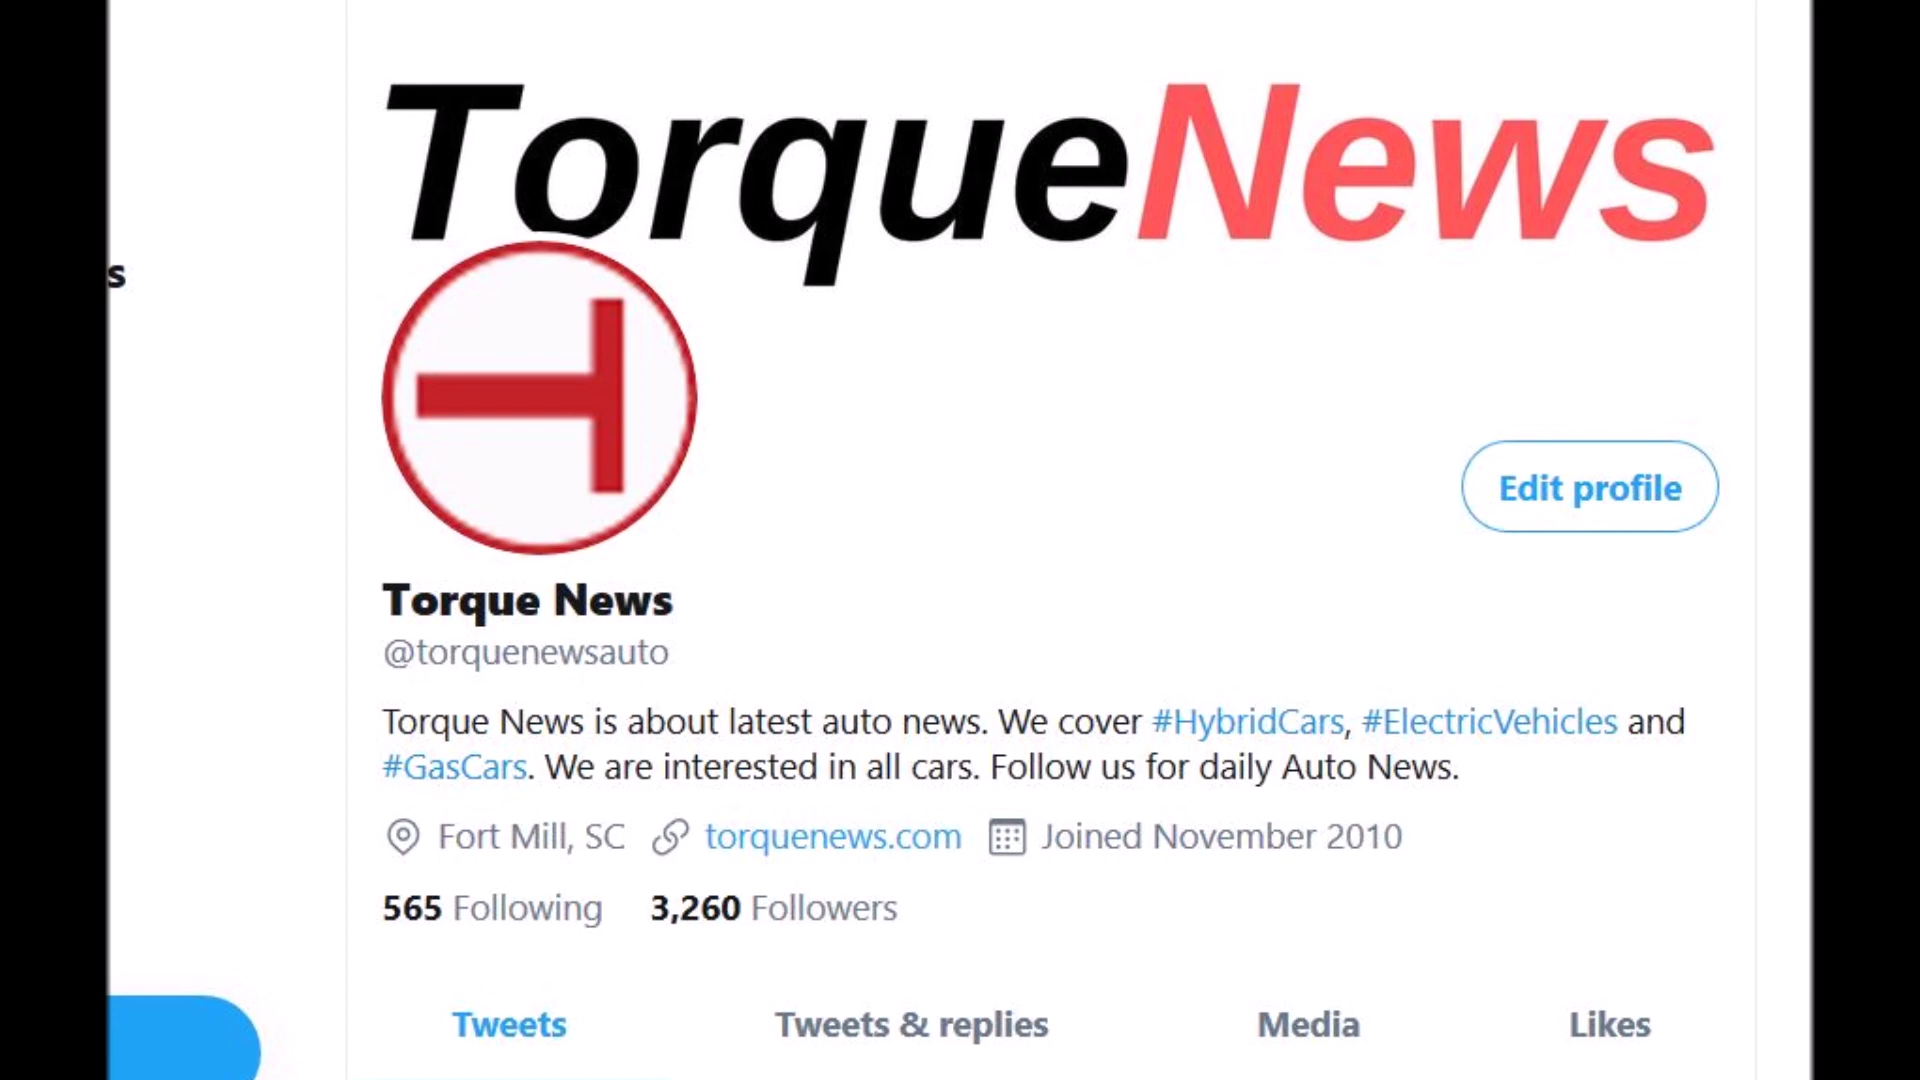 TorqueNews
s
T
Edit profile
Torque News
@torquenewsauto
Torque News is about latest auto news. We cover #HybridCars, #ElectricVehicles and
#GasCars. We are interested in all cars. Follow us for daily Auto News.
Fort Mill, SC torquenews.com Joined November 2010
565 Following 3,260 Followers
Tweets Tweets & replies Media Likes